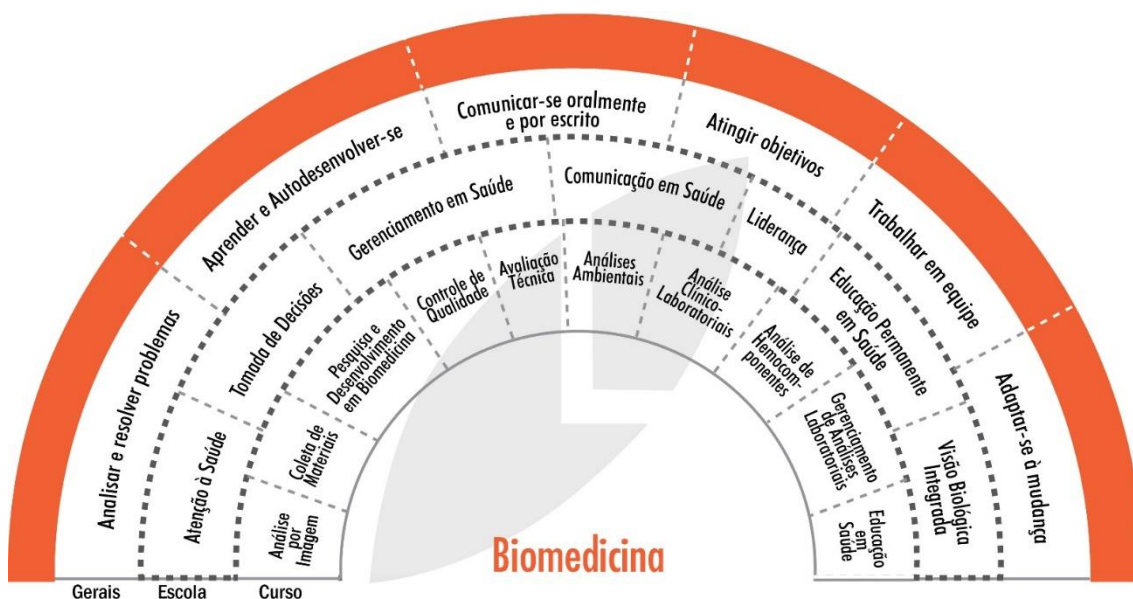 Analisar e resolver problemas
Aprender e Autodesenvolver-se
Comunicar-se oralmente
e por escrito
Atingir objetivos
Trabalhar em equipe
Adaptar-se à mudança
Atenção à Saúde
Tomada de Decisões
Gerenciamento em Saúde
Comunicação em Saúde
Liderança
Educação Permanente
em Saúde
Visão Biológica
Integrada
Análise
por
Imagem
Coleta de
Materiais
Pesquisa e
Desenvolvimento
em Biomedicina
Controle de
Qualidade
Avaliação
Técnica
Análises
Ambientais
Análise
Clínico-
Laboratoriais
Análise de
Hemocom-
ponentes
Gerenciamento
de Análises
Laboratoriais
Educação
em
Saúde
Biomedicina
Gerais
Escola
Curso